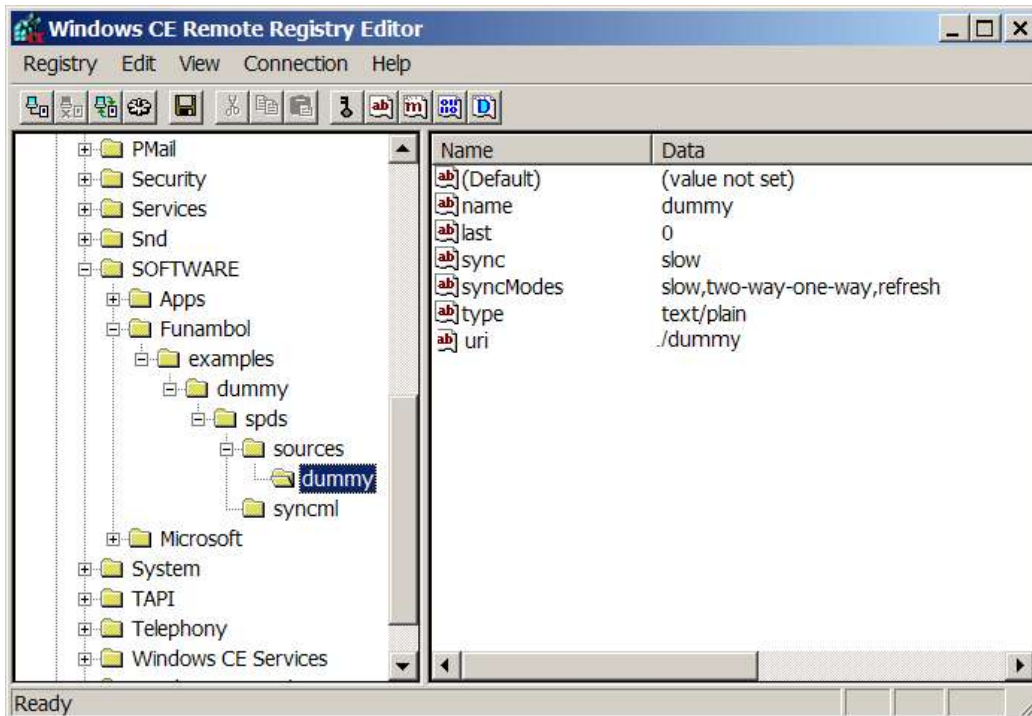 Windows CE Remote Registry Editor
Registry Edit View Connection Help
PMail
Security
Services
Snd
SOFTWARE
Apps
Funambol
examples
dummy
spds
sources
dummy
syncml
Microsoft
System
TAPI
Telephony
Windows CE Services
Name Data
(Default) (value not set)
name dummy
last 0
sync slow
syncModes slow,two-way-one-way,refresh
type text/plain
uri ./dummy
Ready